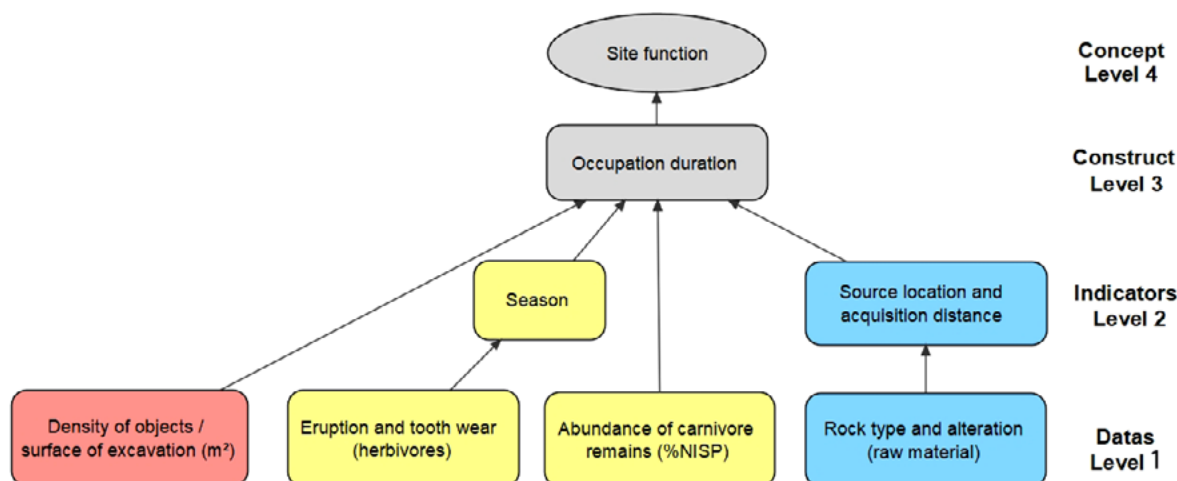 Site function
Concept
Level 4
Occupation duration
Construct
Level 3
Season
Source location and
acquisition distance
Indicators
Level 2
Density of objects /
surface of excavation (m²)
Eruption and tooth wear
(herbivores)
Abundance of carnivore
remains (%NISP)
Rock type and alteration
(raw material)
Datas
Level 1